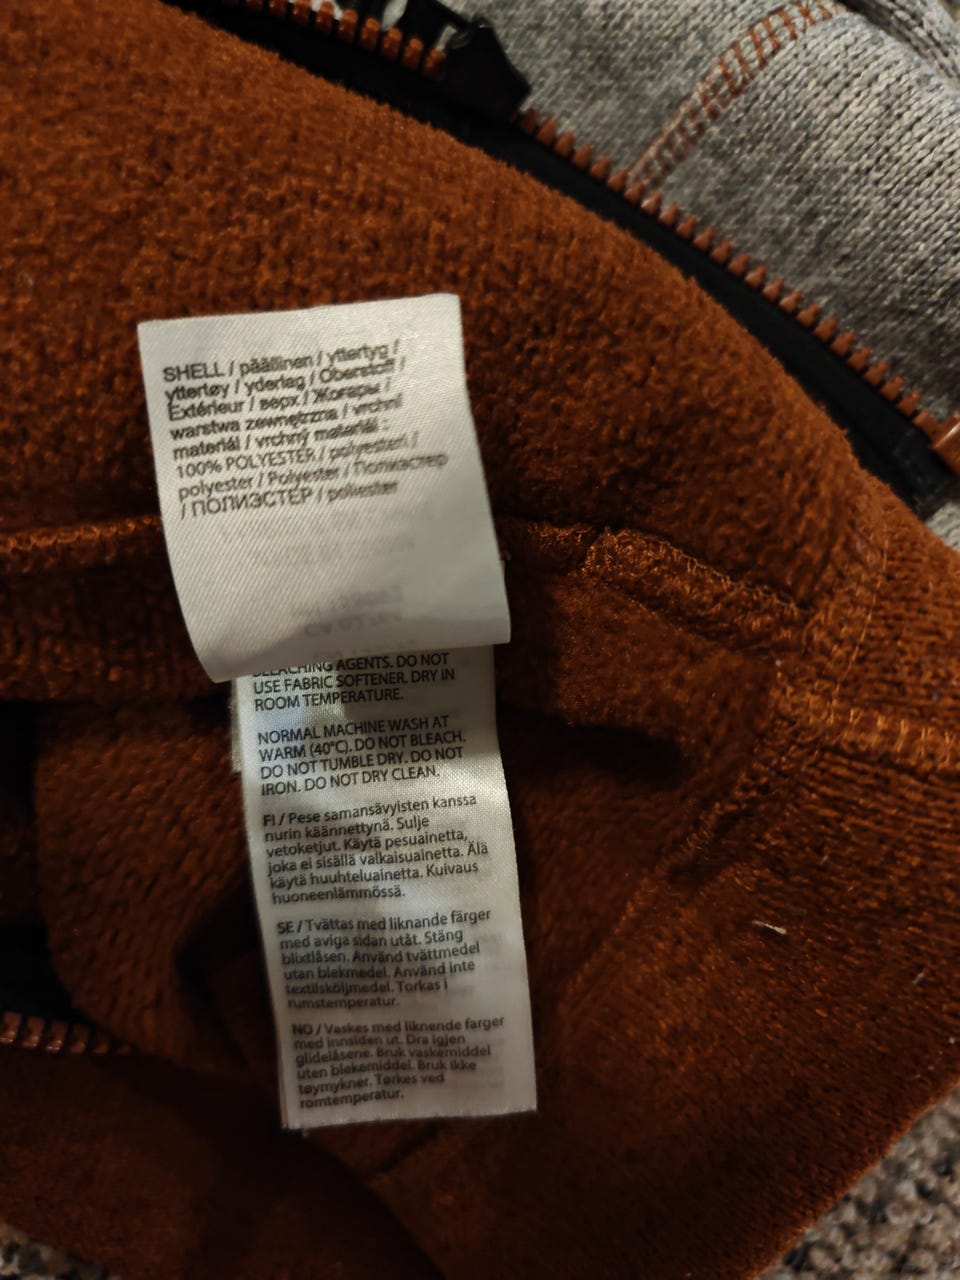 SHELL / päällinen / yttertyg /
yttertøy / yderlag / Oberstoff /
Extérieur / верх / Жоғары /
warstwa zewnętrzna / vrchní
materiál / vrchný materiál :
100% POLYESTER / polyesteri /
polyester / Polyester / Полиэстер
/ ПОЛИЭСТЕР / poliester
BLEACHING AGENTS. DO NOT
USE FABRIC SOFTENER. DRY IN
ROOM TEMPERATURE.
NORMAL MACHINE WASH AT
WARM (40°C). DO NOT BLEACH.
DO NOT TUMBLE DRY. DO NOT
IRON. DO NOT DRY CLEAN.
FI / Pese samansävyisten kanssa
nurin käännettynä. Sulje
vetoketjut. Käytä pesuainetta,
joka ei sisällä valkaisuainetta. Älä
käytä huuhteluainetta. Kuivaus
huoneenlämmössä.
SE / Tvättas med liknande färger
med aviga sidan utåt. Stäng
blixtlåsen. Använd tvättmedel
utan blekmedel. Använd inte
textilsköljmedel. Torkas i
rumstemperatur.
NO / Vaskes med liknende farger
med innsiden ut. Dra igjen
glidelåsene. Bruk vaskemiddel
uten blekemiddel. Bruk ikke
tøymykner. Tørkes ved
romtemperatur.